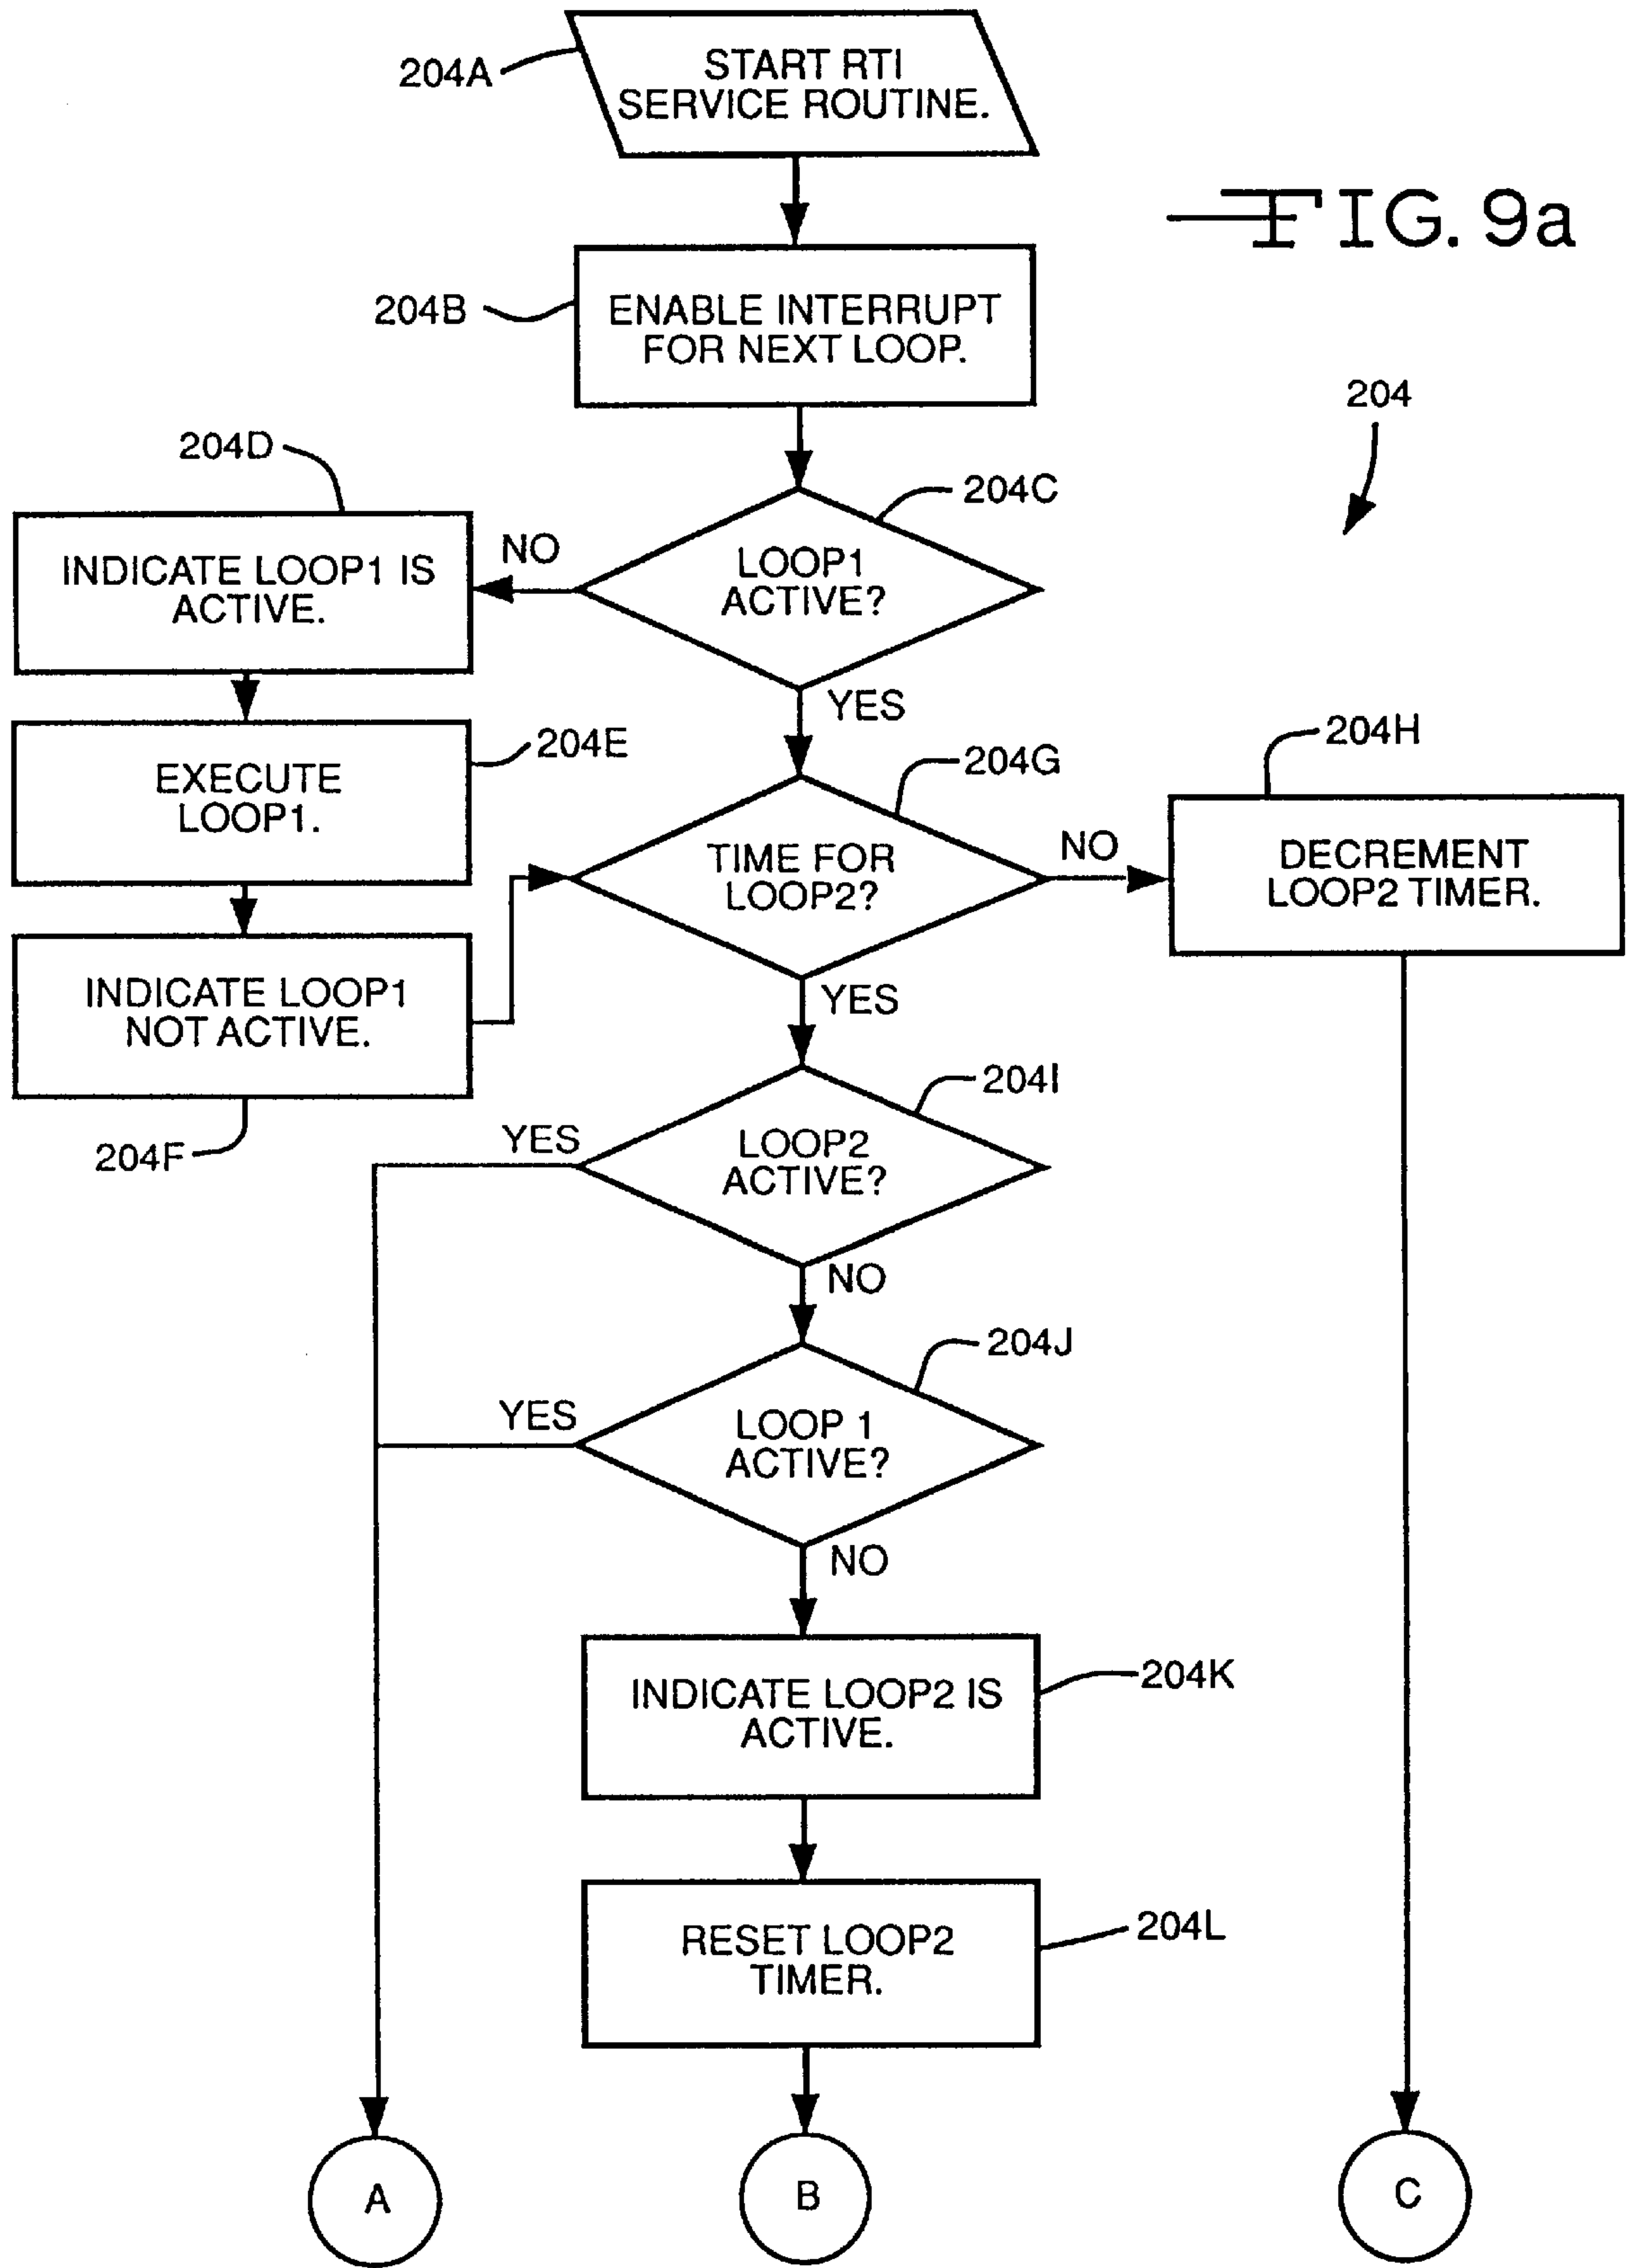 204A
START RTI
SERVICE ROUTINE.
FIG. 9a
204B
ENABLE INTERRUPT
FOR NEXT LOOP.
204
204D
204C
INDICATE LOOP1 IS
ACTIVE.
NO
LOOP1
ACTIVE?
YES
204E
EXECUTE
LOOP1.
204G
204H
TIME FOR
LOOP2?
NO
DECREMENT
LOOP2 TIMER.
INDICATE LOOP1
NOT ACTIVE.
YES
204F
204I
YES
LOOP2
ACTIVE?
NO
204J
YES
LOOP 1
ACTIVE?
NO
INDICATE LOOP2 IS
ACTIVE.
204K
RESET LOOP2
TIMER.
204L
A
B
C